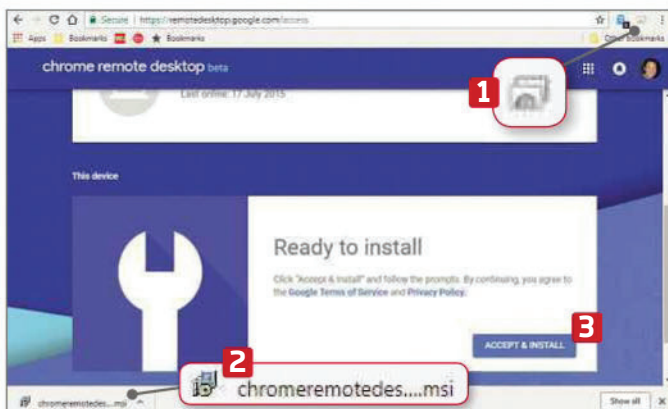 Secure | https://remotedesktop.google.com/access
Apps Bookmarks Bookmarks Other Bookmarks
chrome remote desktop beta
1
Last online: 17 July 2015
This device
Ready to install
Click "Accept & Install" and follow the prompts. By continuing, you agree to
the Google Terms of Service and Privacy Policy.
3
ACCEPT & INSTALL
2
chromeremotedes....msi
chromeremotedes....msi
Show all